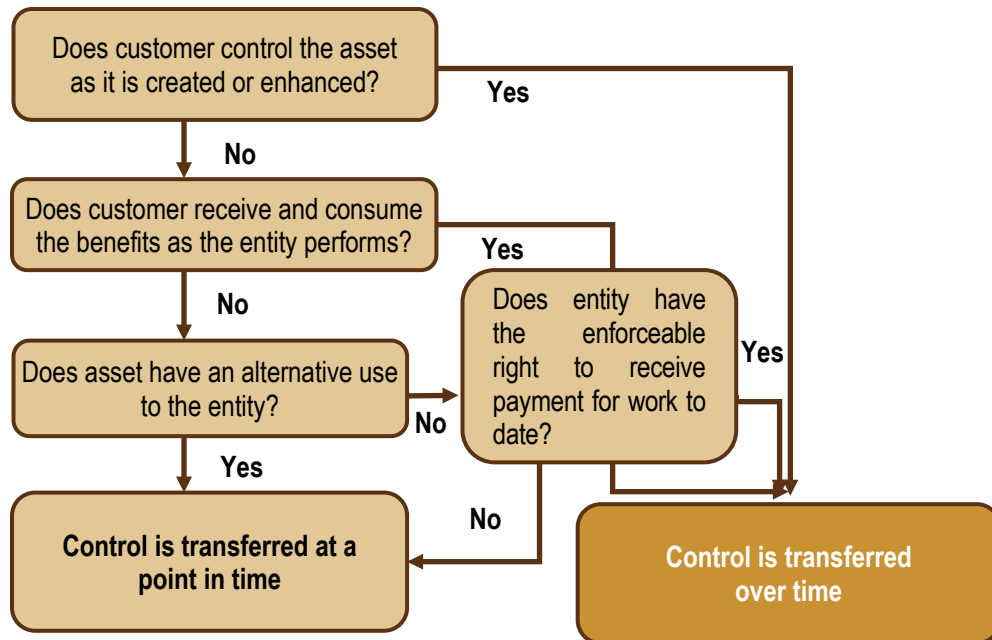 Does customer control the asset
as it is created or enhanced?
Yes
No
Does customer receive and consume
the benefits as the entity performs?
Yes
No
Does entity have
the enforceable
right to receive
payment for work to
date?
Yes
Does asset have an alternative use
to the entity?
No
Yes
No
Control is transferred at a
point in time
Control is transferred
over time